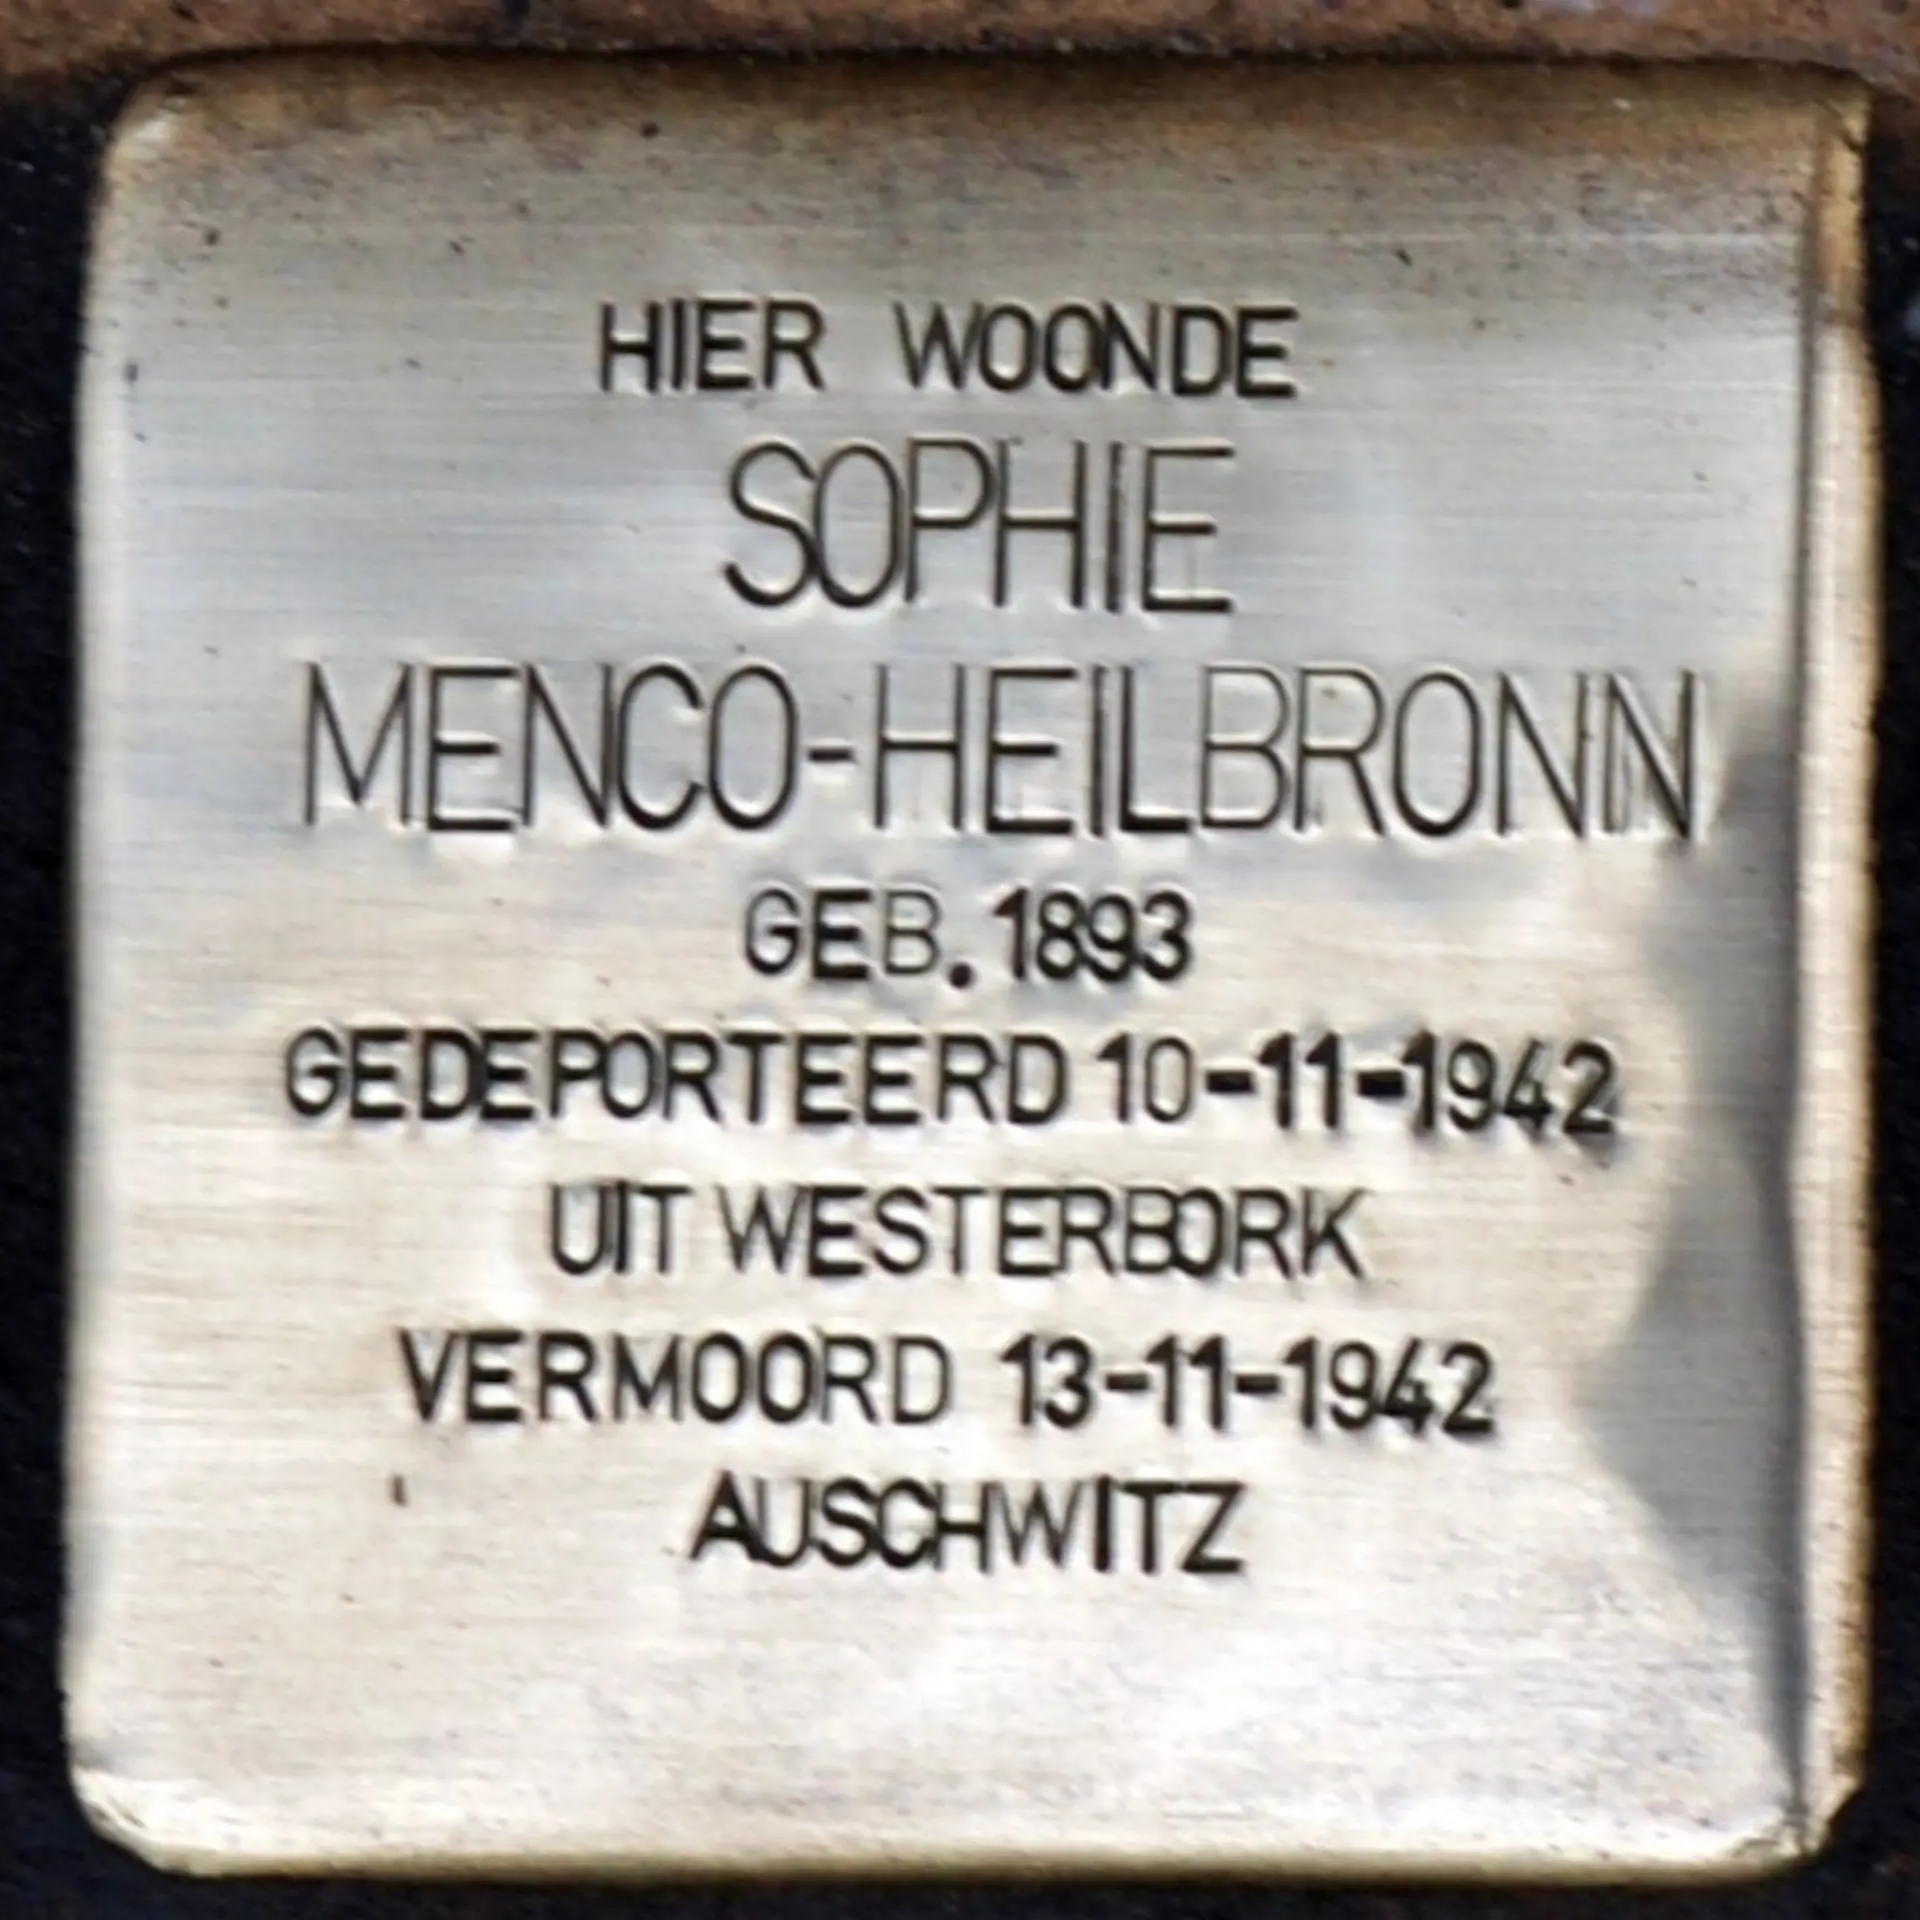 HIER WOONDE
SOPHIE
MENCO-HEILBRONN
GEB. 1893
GEDEPORTEERD 10-11-1942
UIT WESTERBORK
VERMOORD 13-11-1942
AUSCHWITZ